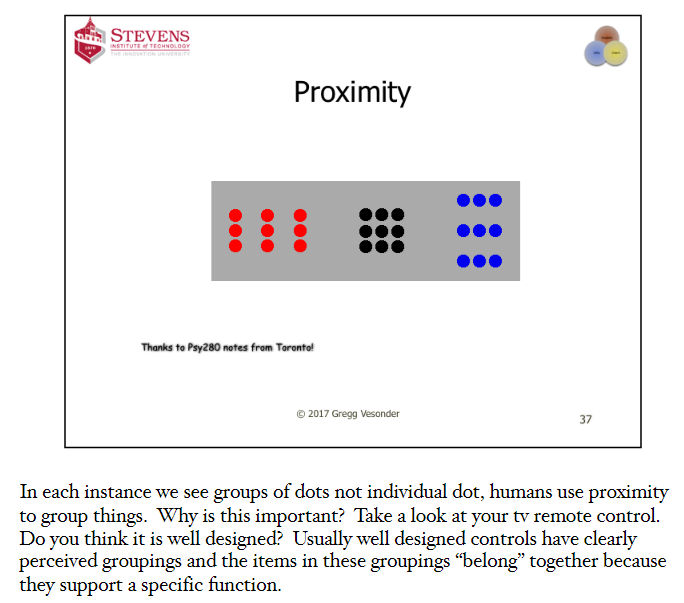 STEVENS
INSTITUTE of TECHNOLOGY
THE INNOVATION UNIVERSITY
1870
Proximity
Thanks to Psy280 notes from Toronto!
© 2017 Gregg Vesonder
37
In each instance we see groups of dots not individual dot, humans use proximity
to group things.  Why is this important?  Take a look at your tv remote control.
Do you think it is well designed?  Usually well designed controls have clearly
perceived groupings and the items in these groupings “belong” together because
they support a specific function.